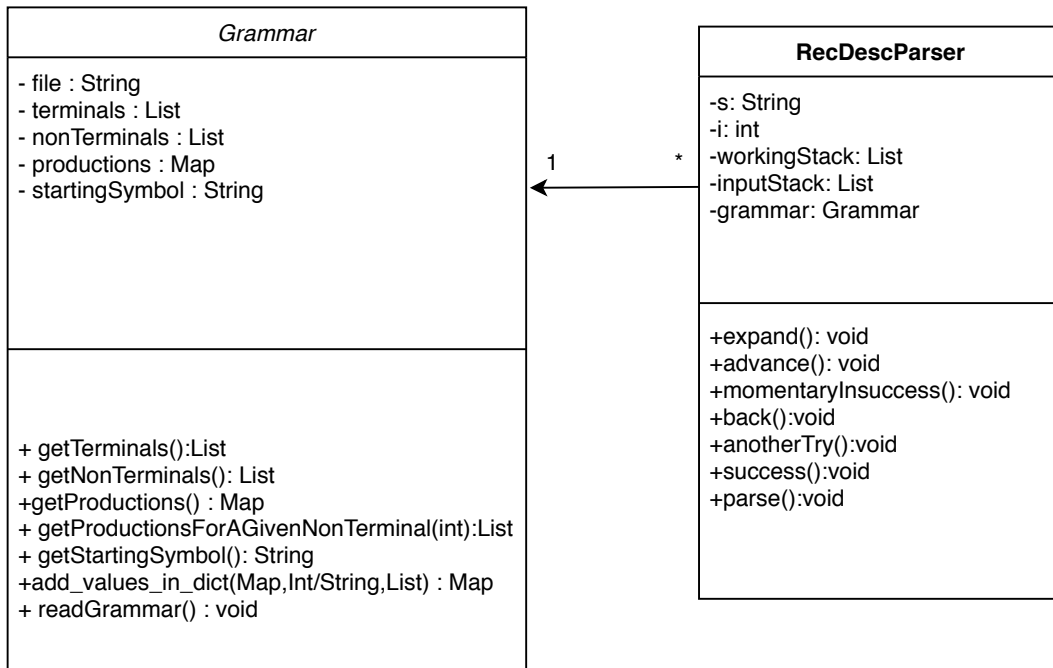 Grammar
- file : String
- terminals : List
- nonTerminals : List
- productions : Map
- startingSymbol : String
+ getTerminals():List
+ getNonTerminals(): List
+getProductions() : Map
+ getProductionsForAGivenNonTerminal(int):List
+ getStartingSymbol(): String
+add_values_in_dict(Map,Int/String,List) : Map
+ readGrammar() : void
1
*
RecDescParser
-s: String
-i: int
-workingStack: List
-inputStack: List
-grammar: Grammar
+expand(): void
+advance(): void
+momentaryInsuccess(): void
+back():void
+anotherTry():void
+success():void
+parse():void